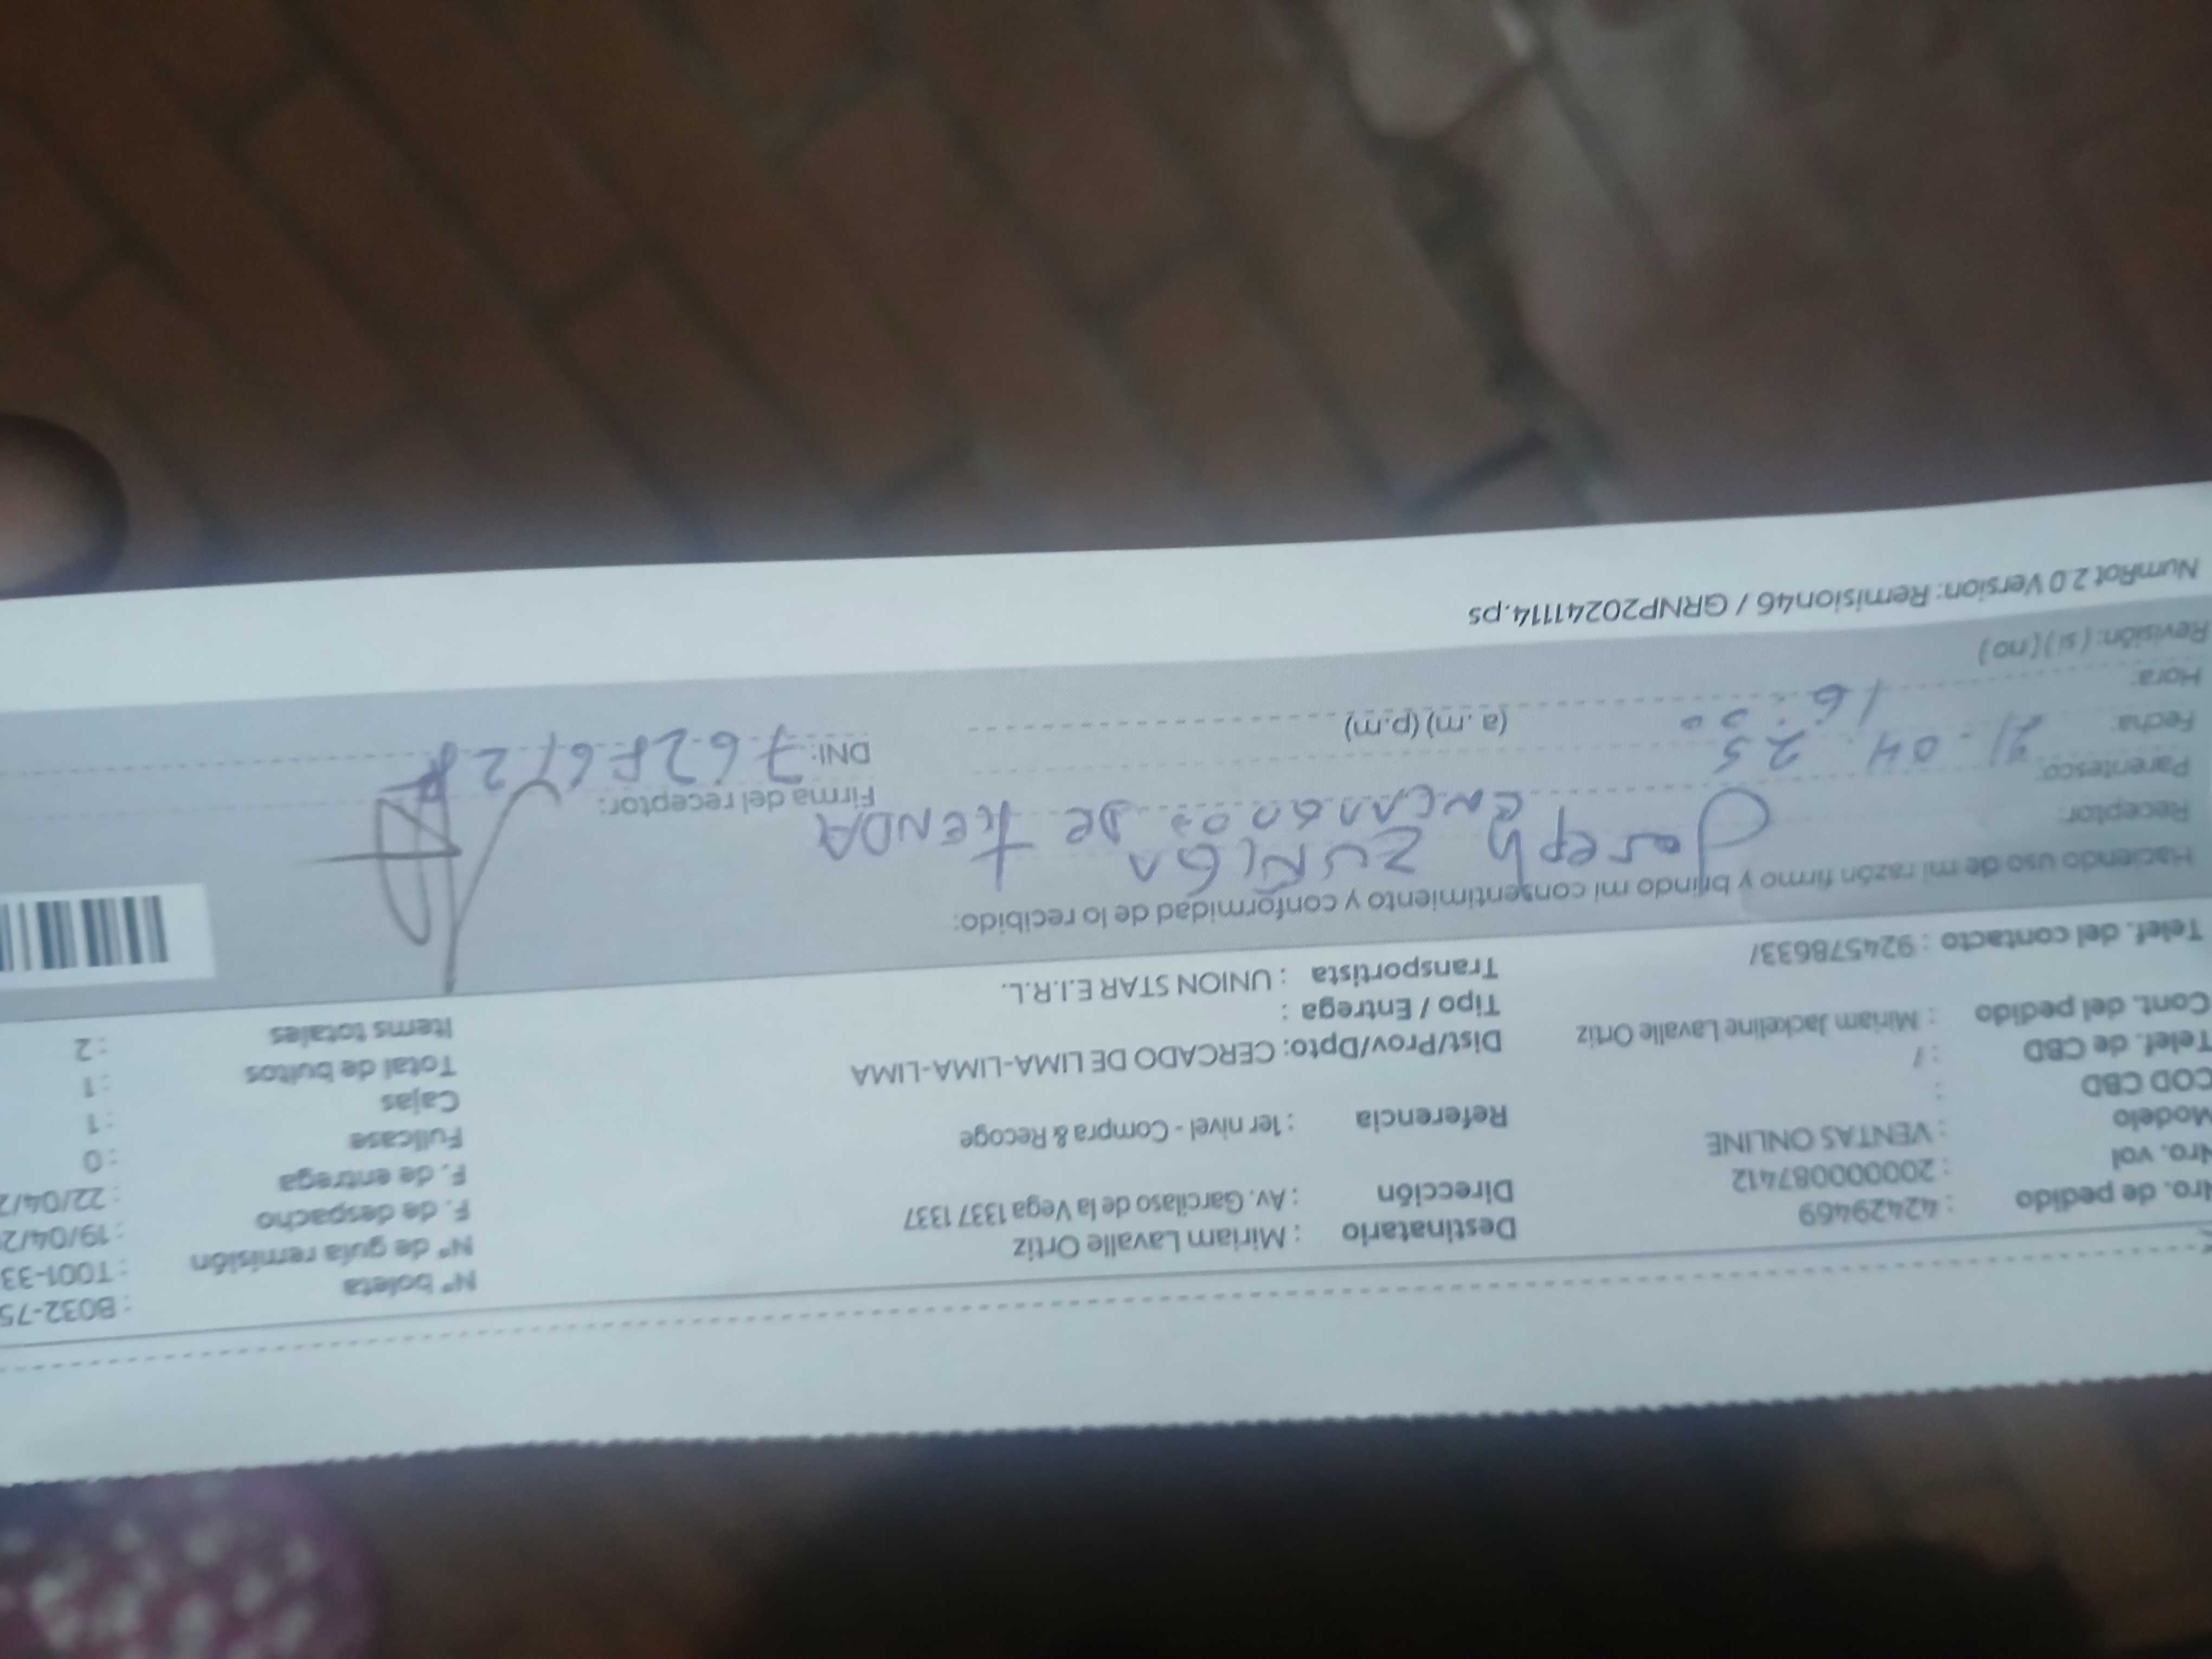 Nº boleta : B032-75
Nº de guía remisión : T001-33
Nro. de pedido : 42429469
Destinatario : Miriam Lavalle Ortiz
F. de despacho : 19/04/2
Nro. vol : 20000087412
Dirección : Av. Garcilaso de la Vega 1337 1337
F. de entrega : 22/04/2
Modelo : VENTAS ONLINE
Fullcase : 0
COD CBD :
Referencia : 1er nivel - Compra & Recoge
Cajas : 1
Telef. de CBD : /
Total de bultos : 1
Cont. del pedido : Miriam Jackeline Lavalle Ortiz
Dist/Prov/Dpto: CERCADO DE LIMA-LIMA-LIMA
Items totales : 2
Tipo / Entrega :
Telef. del contacto : 924578633/
Transportista : UNION STAR E.I.R.L.
Haciendo uso de mi razón firmo y brindo mi consentimiento y conformidad de lo recibido:
Receptor: Joseph ZUÑIGA
Parentesco: ENCARGADO DE TIENDA
Firma del receptor:
Fecha: 21-04 25
DNI:
Hora: 16:30 (a.m) (p.m)
Revisión: (si) (no)
NumRot 2.0 Version: Remision46 / GRNP20241114.ps